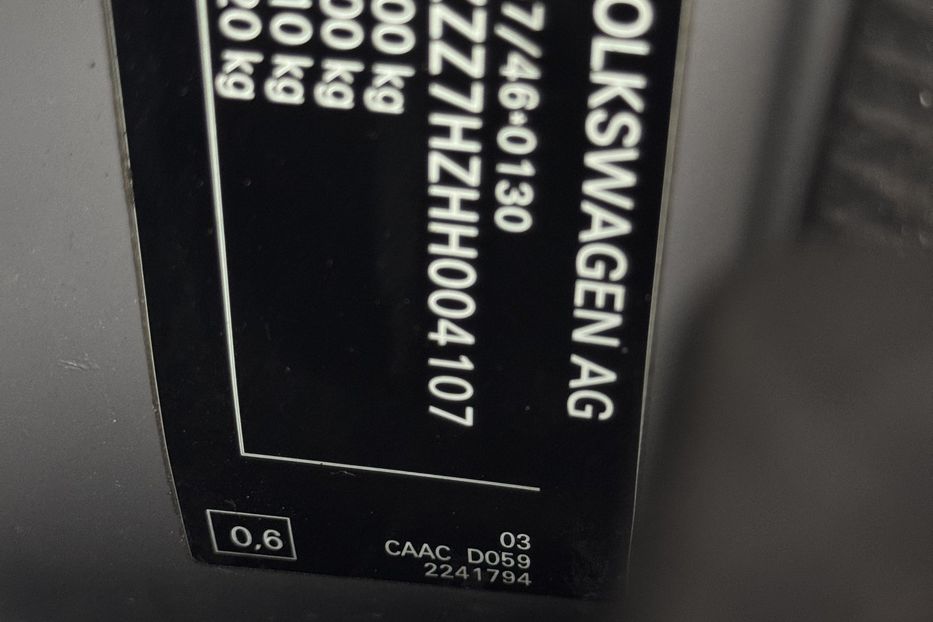 OLKSWAGEN AG
7/46*0130
ZZZ7HZHH004107
00 kg
00 kg
10 kg
20 kg
0,6
03
CAAC D059
2241794